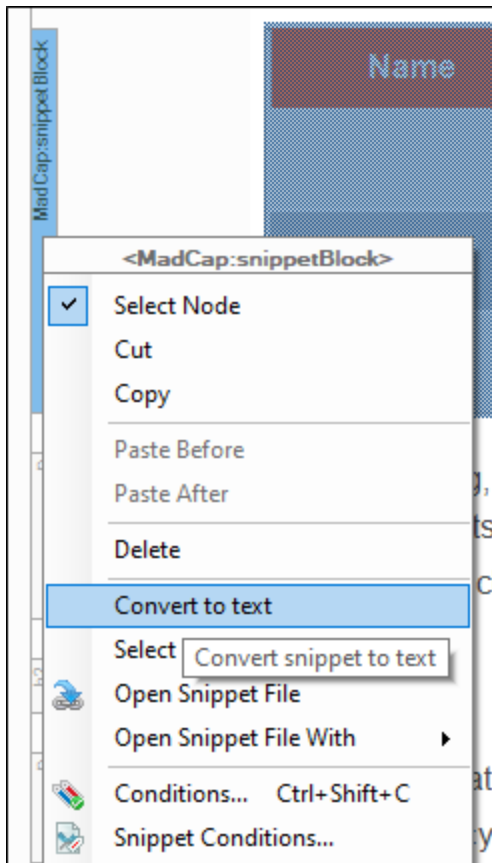 MadCap:snippetBlock
Name
<MadCap:snippetBlock>
Select Node
Cut
Copy
Paste Before
Paste After
Delete
Convert to text
Select
Convert snippet to text
Open Snippet File
Open Snippet File With
Conditions... Ctrl+Shift+C
Snippet Conditions...